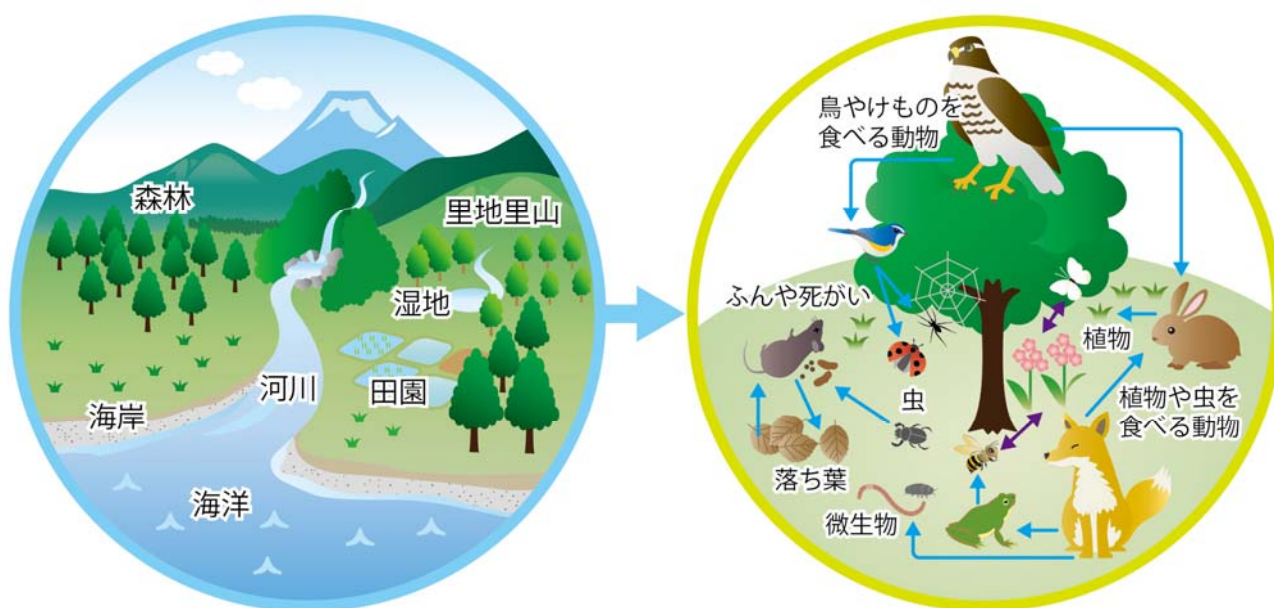 森林
里地里山
湿地
河川
田園
海岸
海洋
鳥やけものを
食べる動物
ふんや死がい
植物
虫
植物や虫を
食べる動物
落ち葉
微生物